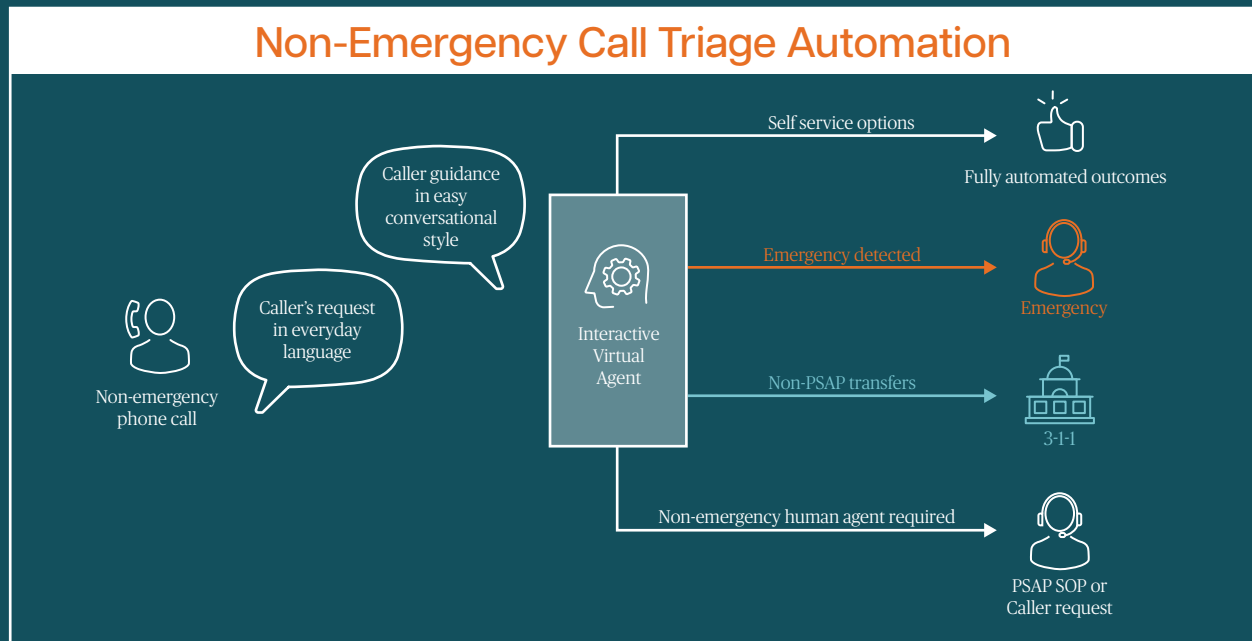 Non-Emergency Call Triage Automation
Non-emergency
phone call
Caller's request
in everyday
language
Caller guidance
in easy
conversational
style
Interactive
Virtual
Agent
Self service options
Fully automated outcomes
Emergency detected
Emergency
Non-PSAP transfers
3-1-1
Non-emergency human agent required
PSAP SOP or
Caller request